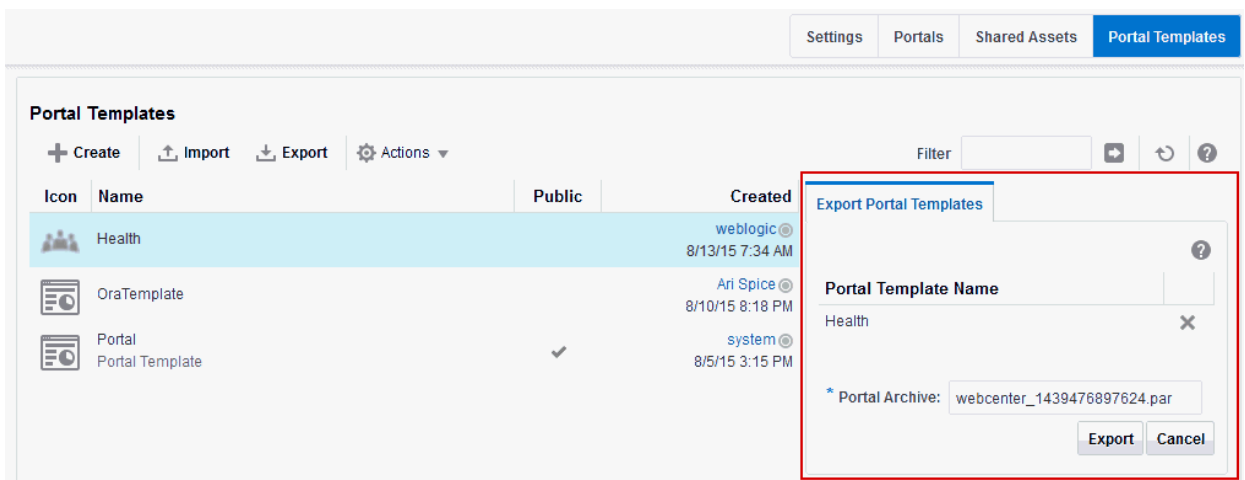 Settings Portals Shared Assets Portal Templates
Portal Templates
Create Import Export Actions Filter
Icon Name Public Created
Health weblogic
8/13/15 7:34 AM
OraTemplate Ari Spice
8/10/15 8:18 PM
Portal system
Portal Template 8/5/15 3:15 PM
Export Portal Templates
?
Portal Template Name
Health
* Portal Archive: webcenter_1439476897624.par
Export Cancel